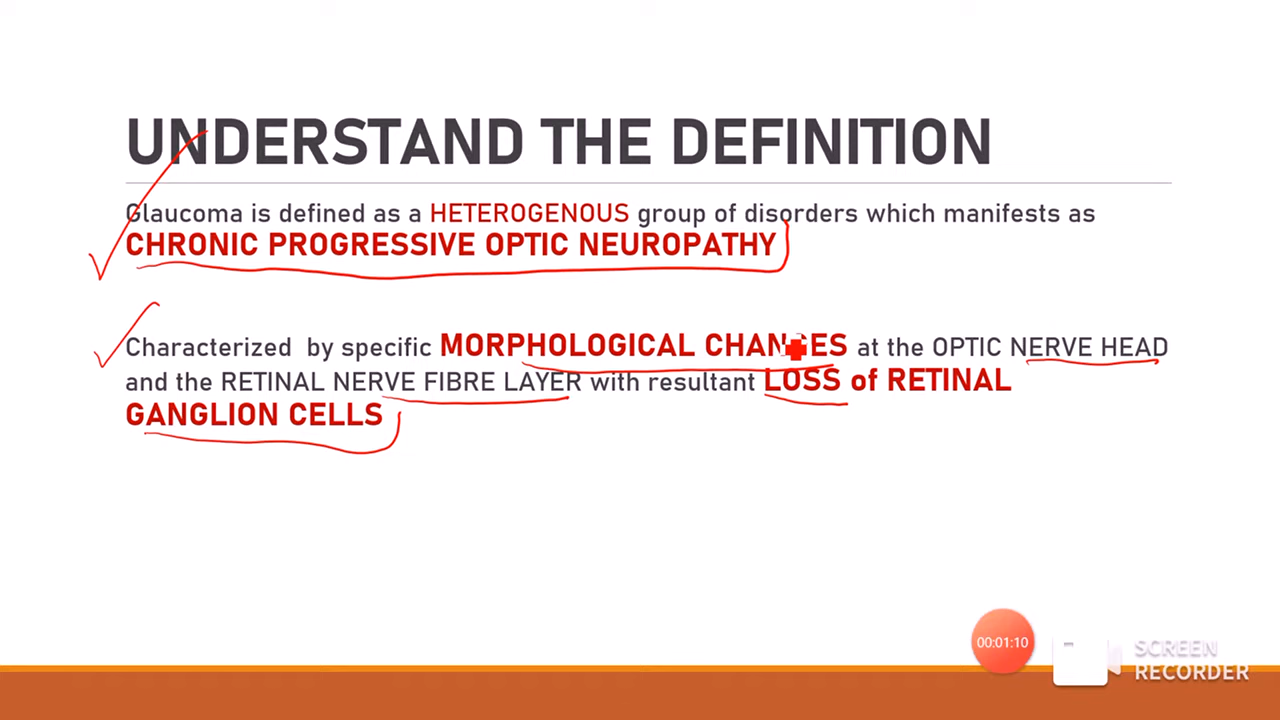 UNDERSTAND THE DEFINITION
Glaucoma is defined as a HETEROGENOUS group of disorders which manifests as
CHRONIC PROGRESSIVE OPTIC NEUROPATHY
Characterized by specific MORPHOLOGICAL CHANGES at the OPTIC NERVE HEAD
and the RETINAL NERVE FIBRE LAYER with resultant LOSS of RETINAL
GANGLION CELLS
00:01:10
SCREEN
RECORDER